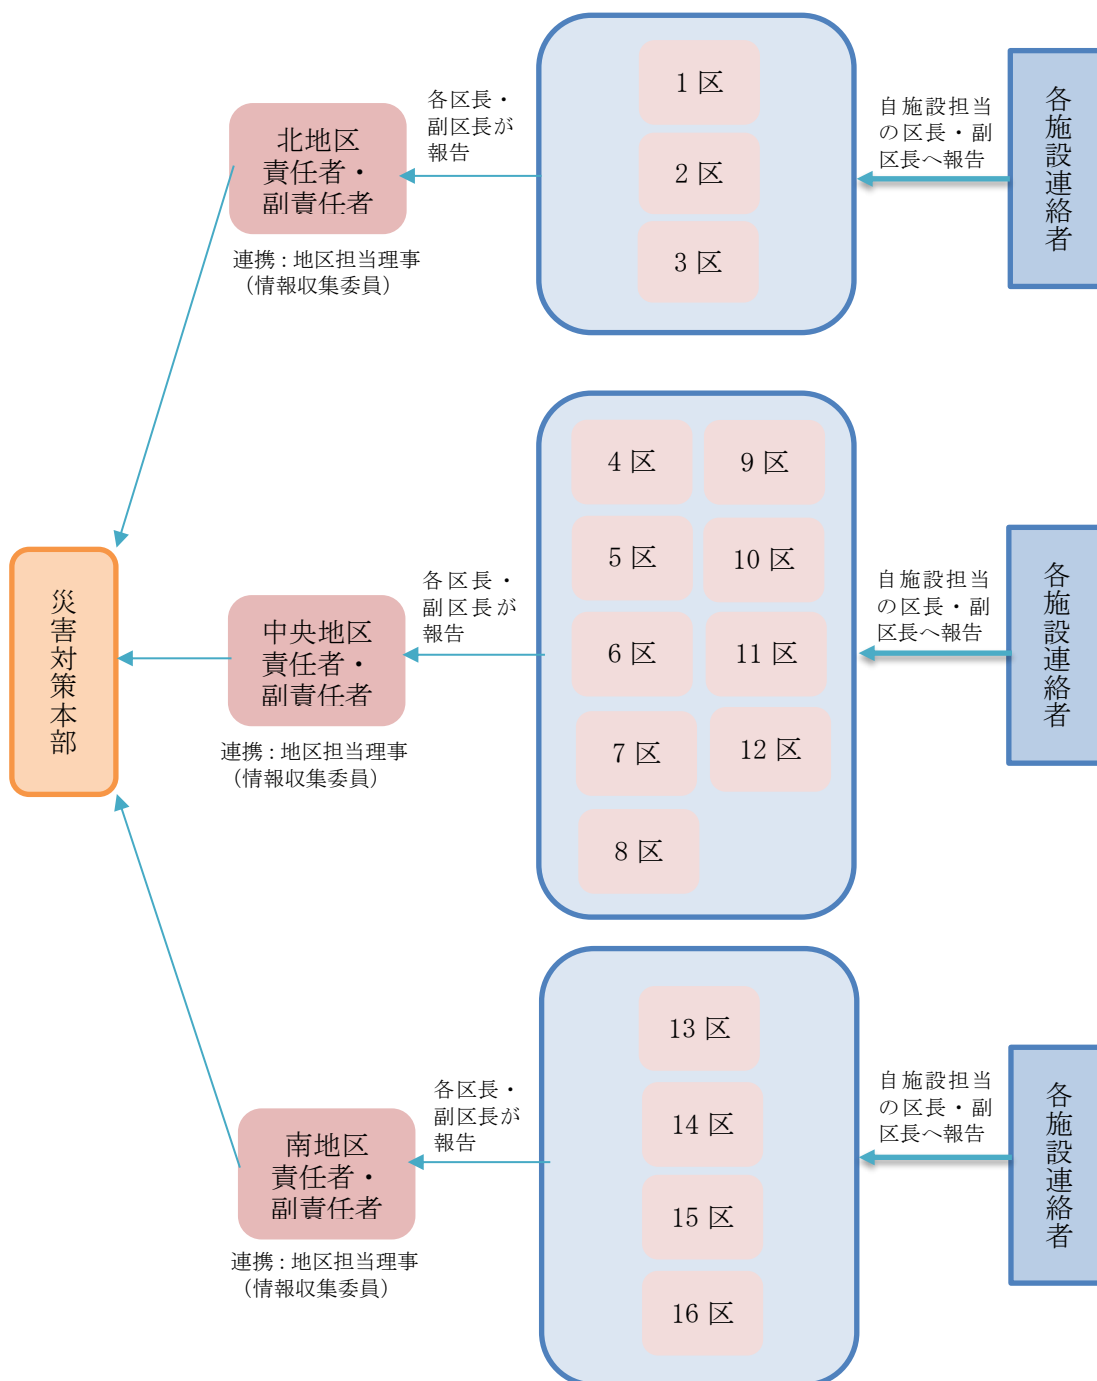 1 区
2 区
3 区
各区長・
副区長が
報告
北地区
責任者・
副責任者
連携：地区担当理事
（情報収集委員）
自施設担当
の区長・副
区長へ報告
各施設連絡者
4 区
9 区
5 区
10 区
6 区
11 区
7 区
12 区
8 区
各区長・
副区長が
報告
中央地区
責任者・
副責任者
連携：地区担当理事
（情報収集委員）
自施設担当
の区長・副
区長へ報告
各施設連絡者
災害対策本部
13 区
14 区
15 区
16 区
各区長・
副区長が
報告
南地区
責任者・
副責任者
連携：地区担当理事
（情報収集委員）
自施設担当
の区長・副
区長へ報告
各施設連絡者